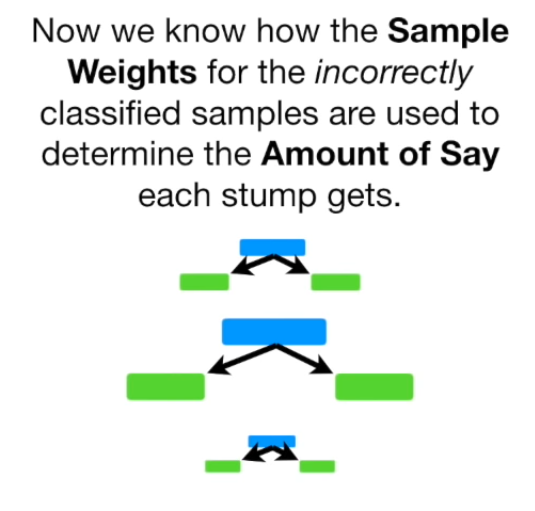 Now we know how the Sample
Weights for the incorrectly
classified samples are used to
determine the Amount of Say
each stump gets.